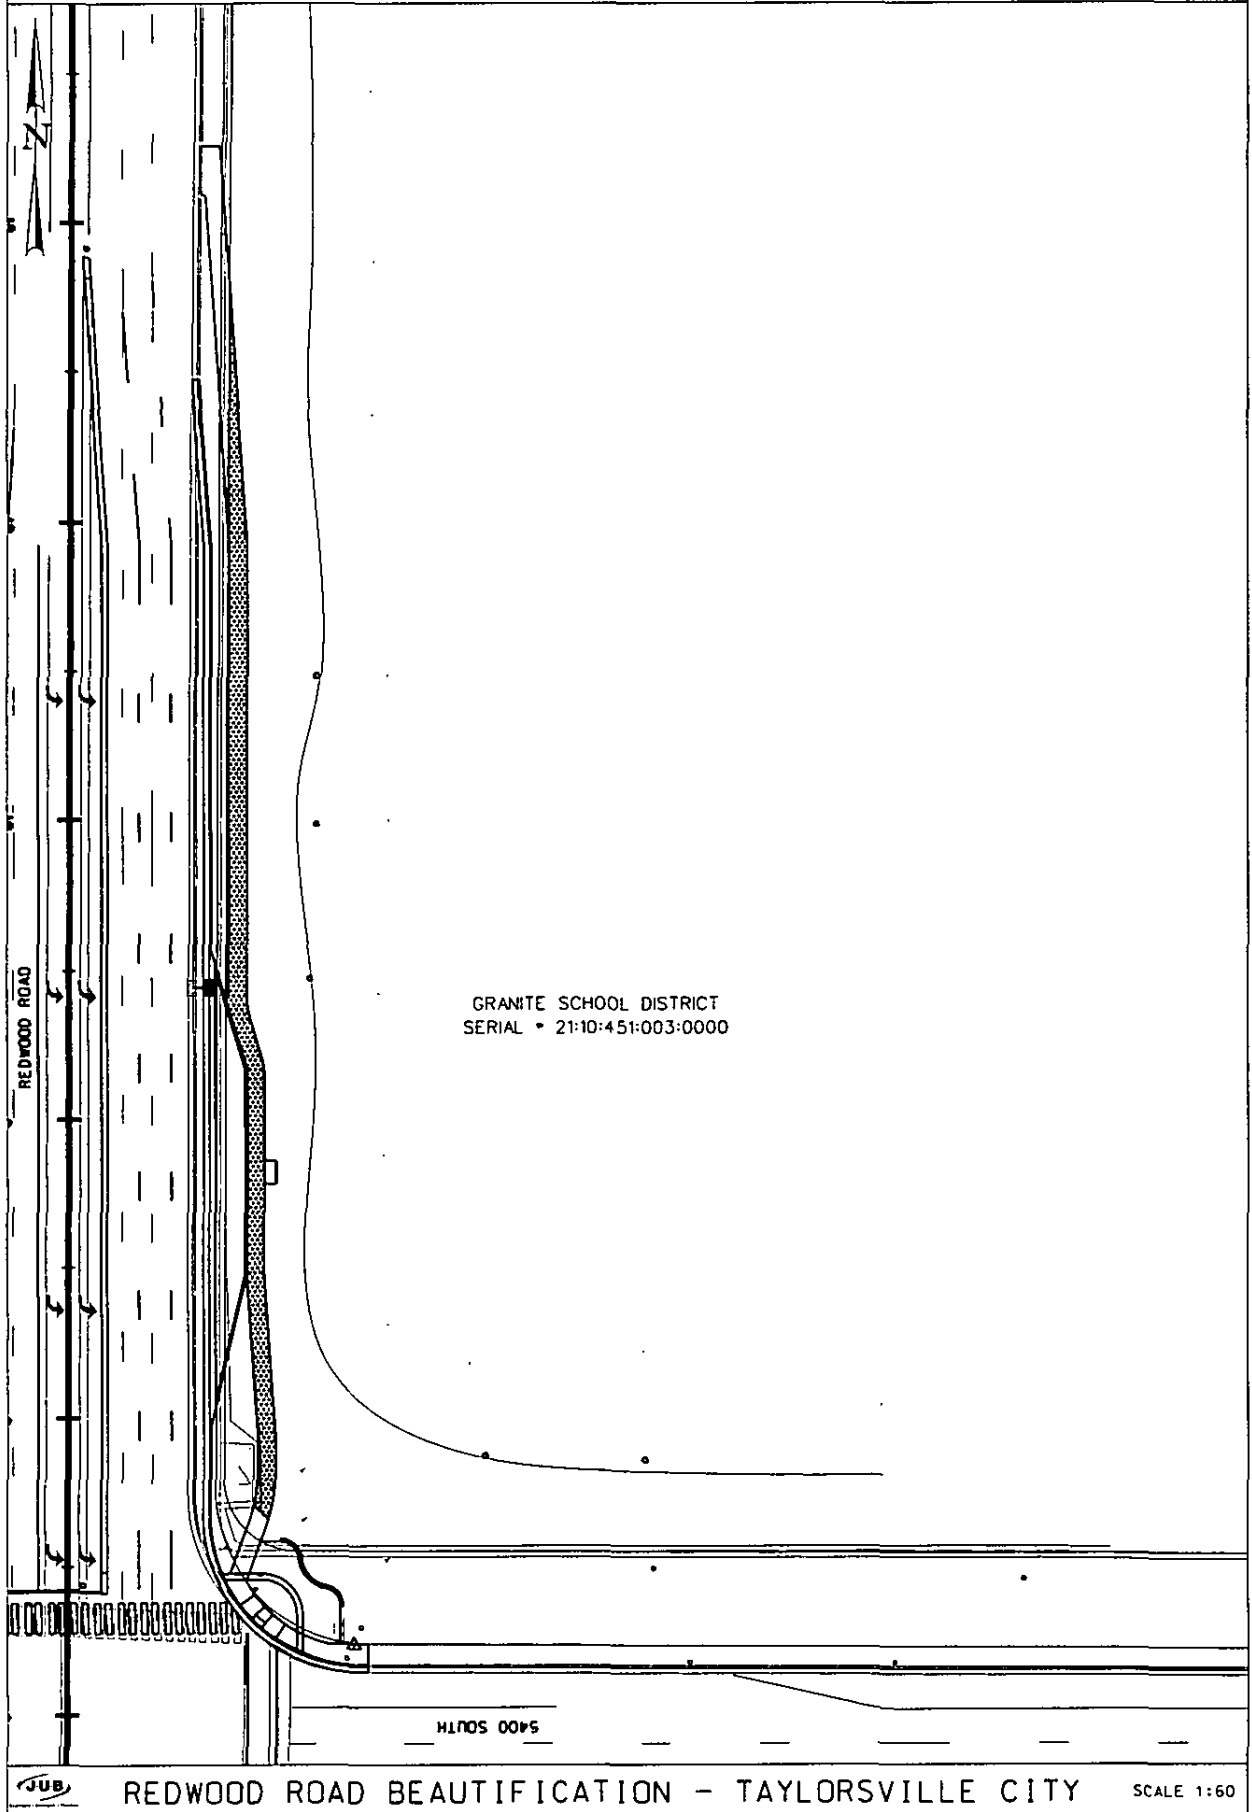 N
REDWOOD ROAD
GRANITE SCHOOL DISTRICT
SERIAL • 21:10:451:003:0000
5400 SOUTH
JUB
REDWOOD ROAD BEAUTIFICATION - TAYLORSVILLE CITY
SCALE 1:60